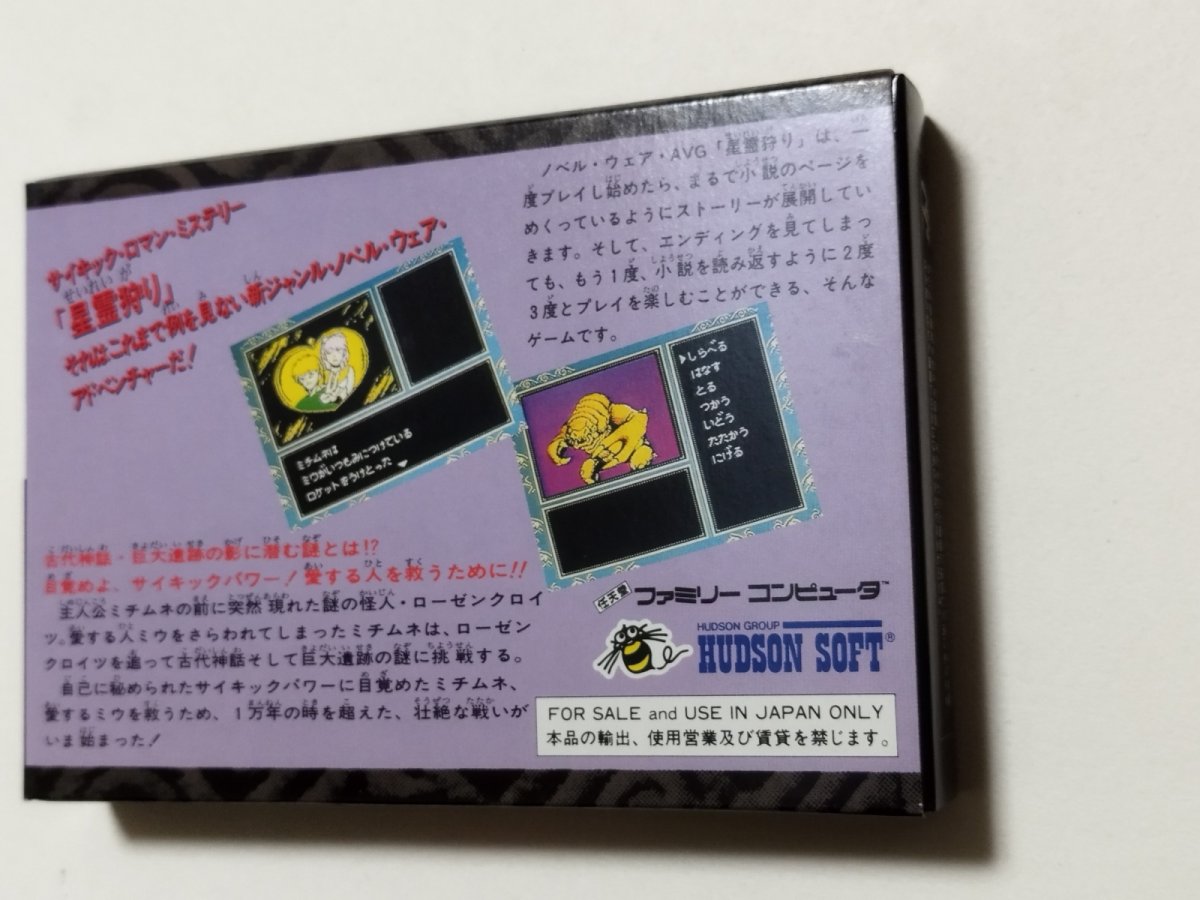 サイキック・ロマン・ミステリー
「星霊狩り」
それはこれまで例を見ない新ジャンル・ノベル・ウェア・
アドベンチャーだ!
ノベル・ウェア・AVG「星霊狩り」は、一
度プレイし始めたら、まるで小説のページを
めくっているようにストーリーが展開してい
きます。そして、エンディングを見てしまっ
ても、もう1度、小説を読み返すように2度
3度とプレイを楽しむことができる、そんな
ゲームです。
ミチムネは
ミウがいつもみにつけている
ロケットをうけとった
しらべる
はなす
とる
つかう
いどう
たたかう
にげる
古代神話・巨大遺跡の影に潜む謎とは!?
目覚めよ、サイキックパワー!愛する人を救うために!!
主人公ミチムネの前に突然現れた謎の怪人・ローゼンクロイ
ツ。愛する人ミウをさらわれてしまったミチムネは、ローゼン
クロイツを追って古代神話そして巨大遺跡の謎に挑戦する。
自己に秘められたサイキックパワーに目覚めたミチムネ、
愛するミウを救うため、1万年の時を超えた、壮絶な戦いが
いま始まった!
任天堂 ファミリー コンピュータ™
HUDSON GROUP
HUDSON SOFT®
FOR SALE and USE IN JAPAN ONLY
本品の輸出、使用営業及び賃貸を禁じます。